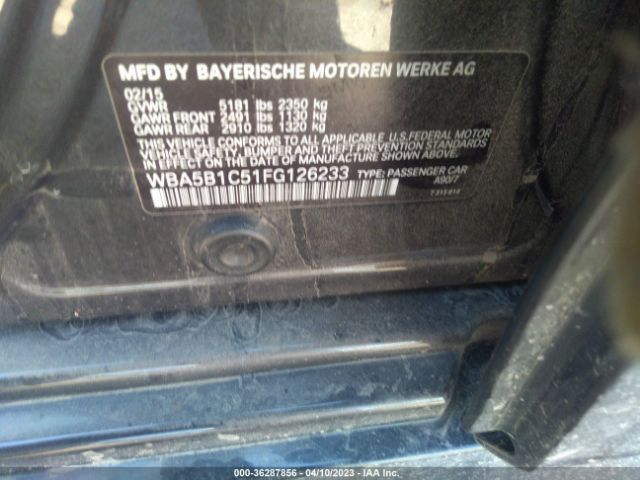 MFD BY BAYERISCHE MOTOREN WERKE AG
02/15
GVWR 5181 lbs 2350 kg
GAWR FRONT 2491 lbs 1130 kg
GAWR REAR 2910 lbs 1320 kg
THIS VEHICLE CONFORMS TO ALL APPLICABLE U.S. FEDERAL MOTOR
VEHICLE SAFETY, BUMPER AND THEFT PREVENTION STANDARDS IN
EFFECT ON THE DATE OF MANUFACTURE SHOWN ABOVE.
WBA5B1C51FG126233 TYPE: PASSENGER CAR
A90/7
000-36287856 - 04/10/2023 - IAA Inc.